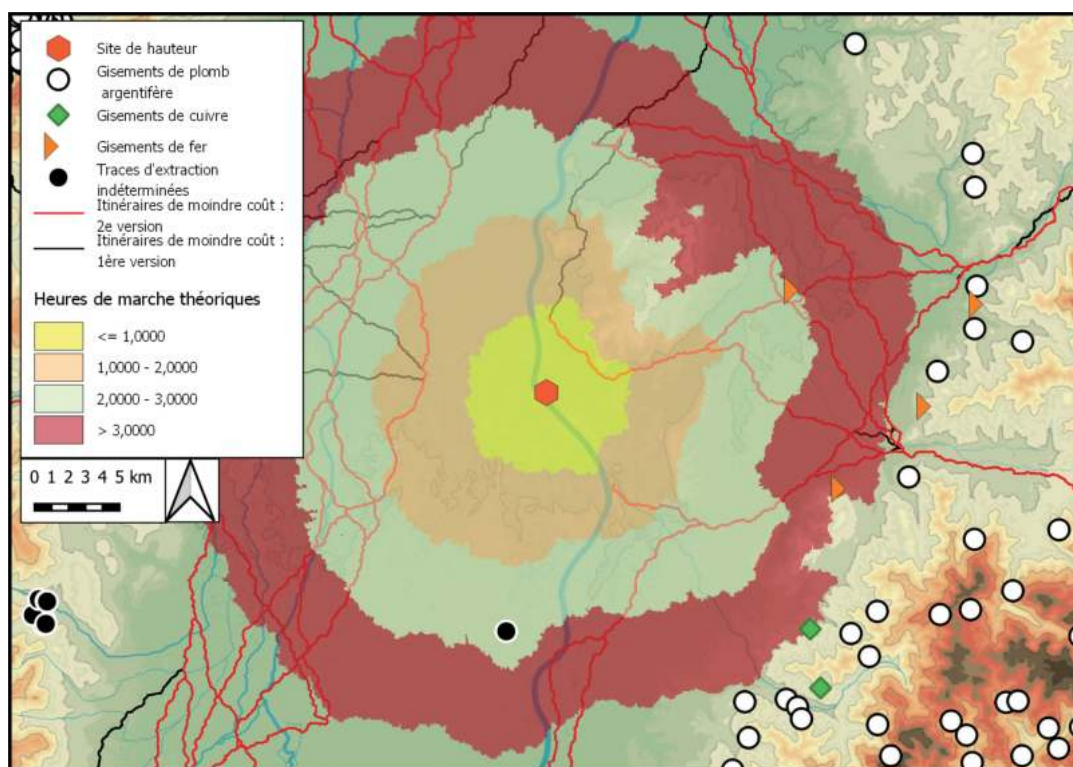 Site de hauteur
Gisements de plomb
argentifère
Gisements de cuivre
Gisements de fer
Traces d'extraction
indéterminées
Itinéraires de moindre coût :
2e version
Itinéraires de moindre coût :
1ère version
Heures de marche théoriques
<= 1,0000
1,0000 - 2,0000
2,0000 - 3,0000
> 3,0000
0 1 2 3 4 5 km